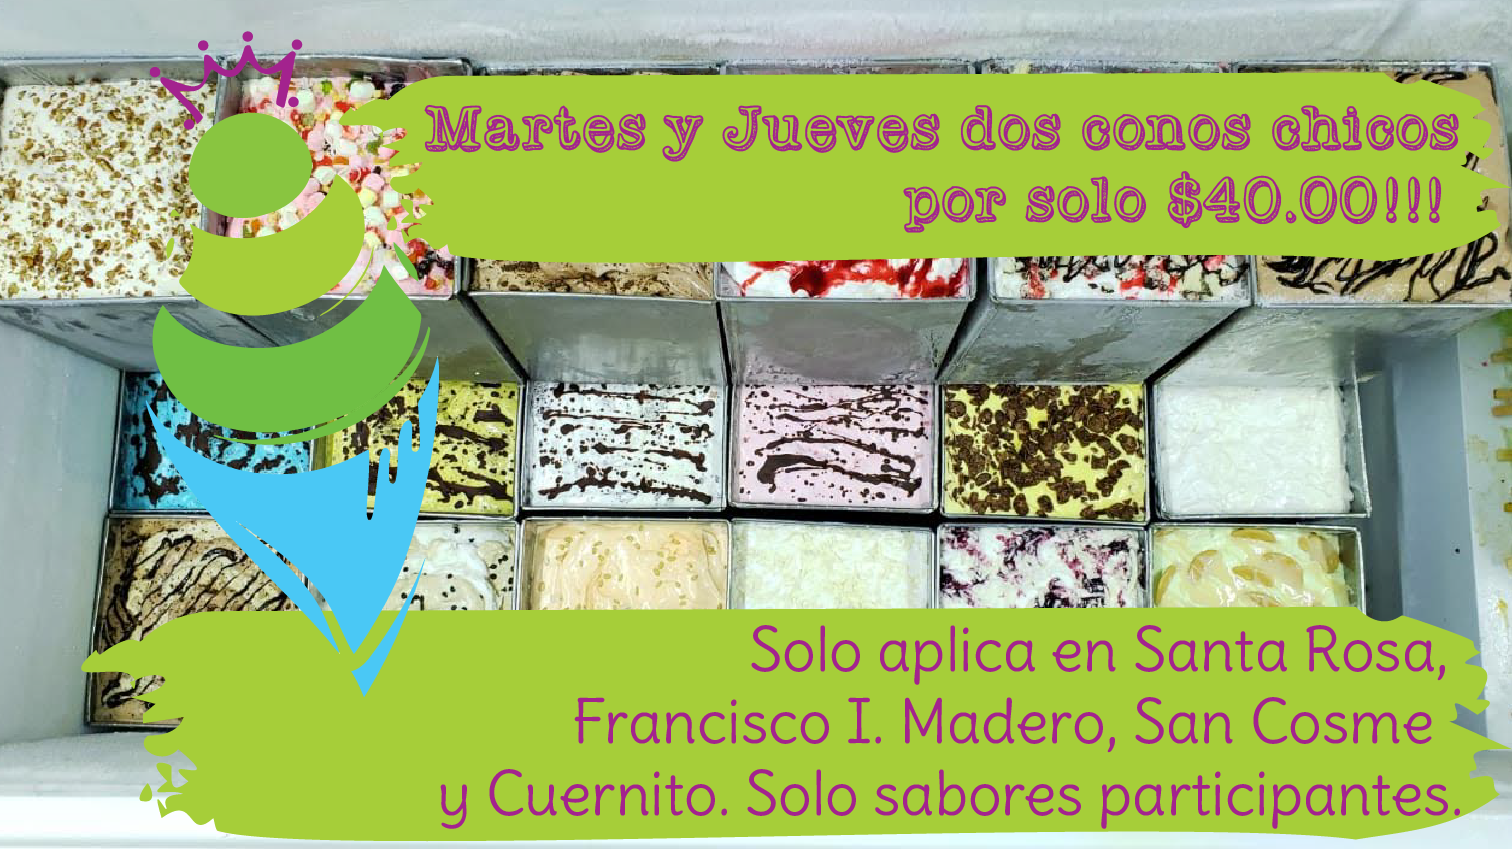 Martes y Jueves dos conos chicos
por solo $40.00!!!
Solo aplica en Santa Rosa,
Francisco I. Madero, San Cosme
y Cuernito. Solo sabores participantes.